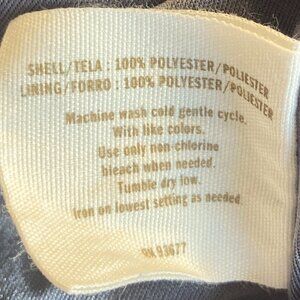 SHELL/TELA : 100% POLYESTER/POLIESTER
LINING/FORRO : 100% POLYESTER/POLIESTER
Machine wash cold gentle cycle.
With like colors.
Use only non-chlorine
bleach when needed.
Tumble dry low.
Iron on lowest setting as needed.
RN 93677